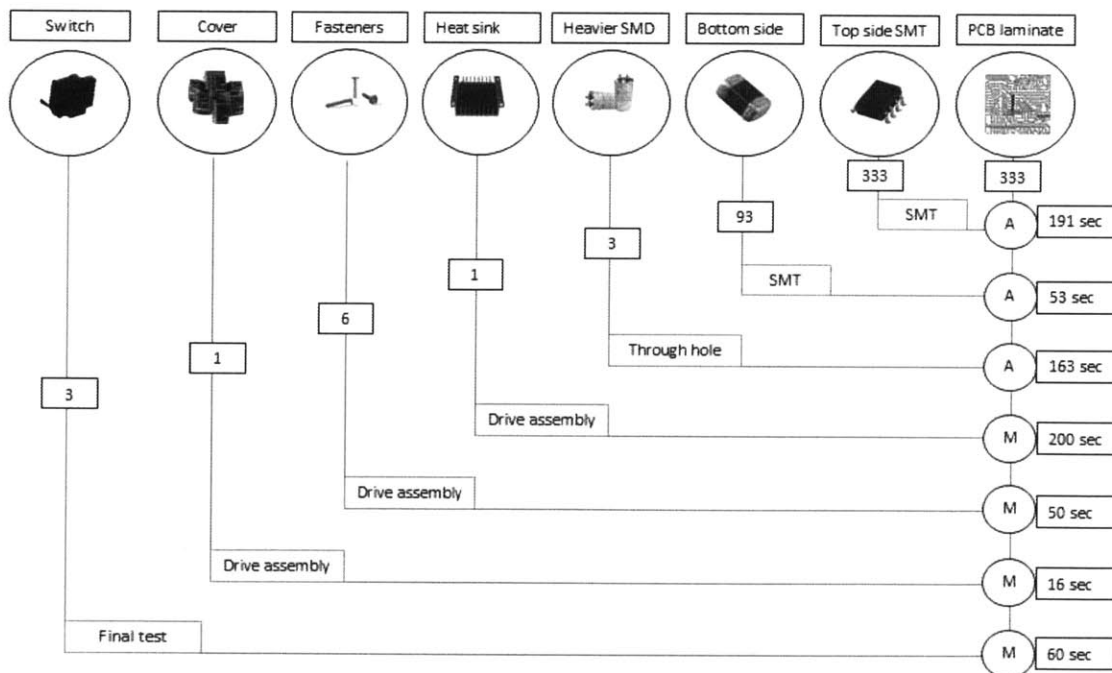 Switch
Cover
Fasteners
Heat sink
Heavier SMD
Bottom side
Top side SMT
PCB laminate
333
333
SMT
A
191 sec
93
3
SMT
A
53 sec
1
6
Through hole
A
163 sec
1
3
Drive assembly
M
200 sec
Drive assembly
M
50 sec
Drive assembly
M
16 sec
Final test
M
60 sec